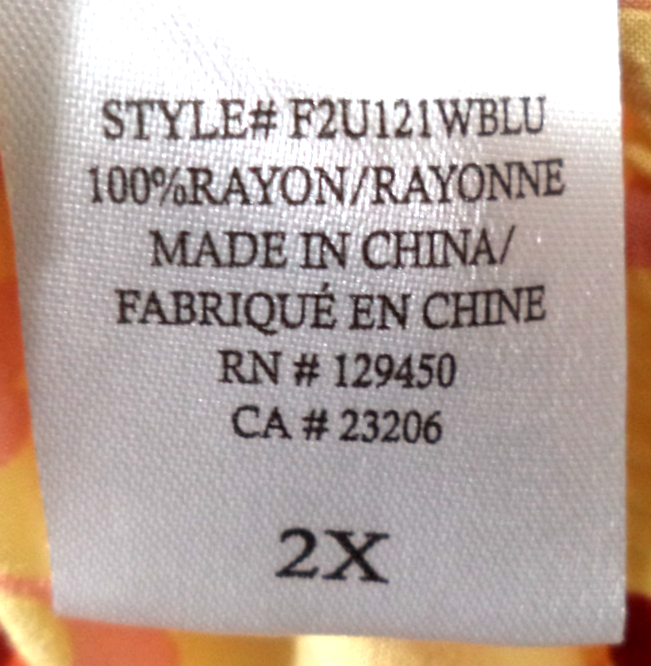 STYLE# F2U121WBLU
100%RAYON/RAYONNE
MADE IN CHINA/
FABRIQUÉ EN CHINE
RN # 129450
CA # 23206
2X